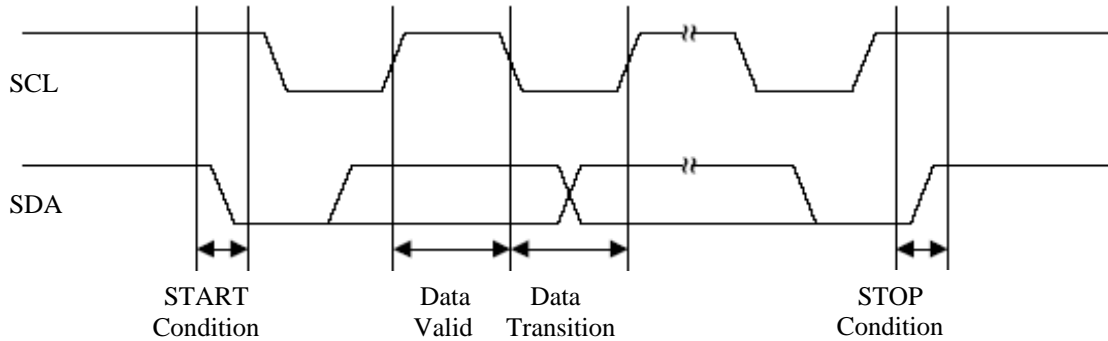 SCL
SDA
START
Condition
Data
Valid
Data
Transition
STOP
Condition